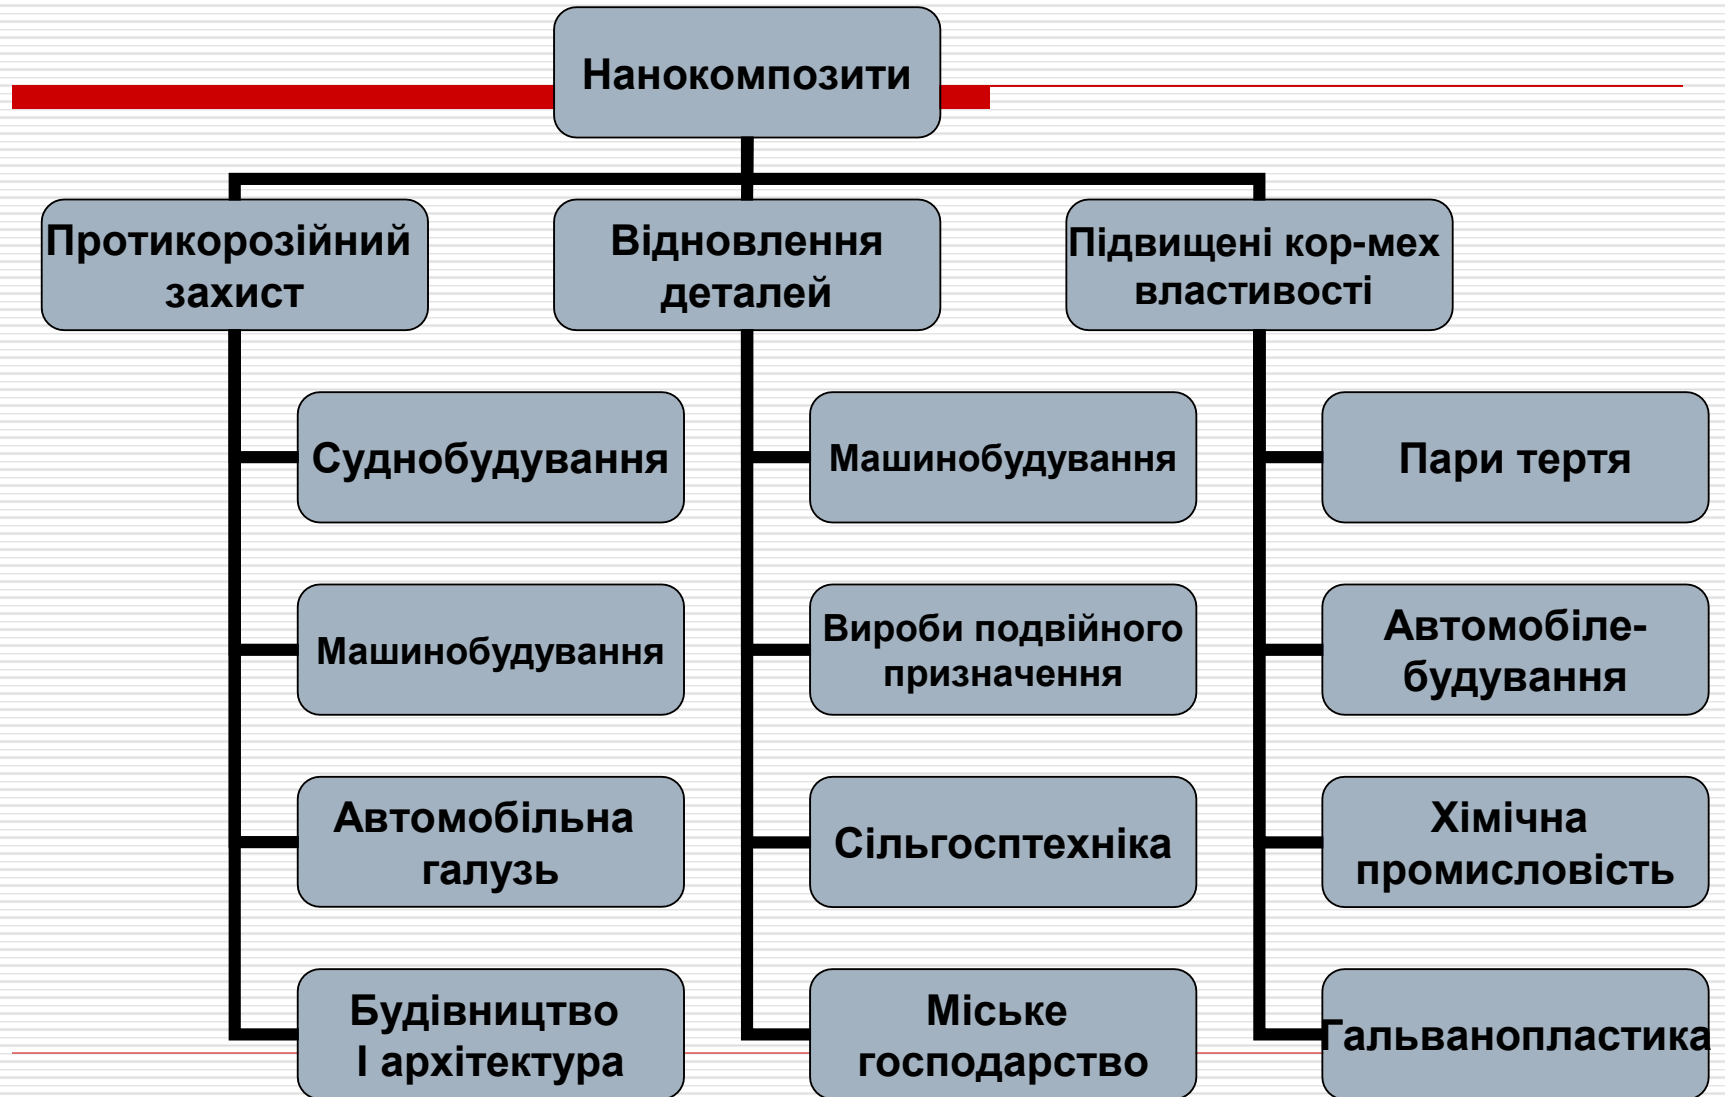 Нанокомпозити
Протикорозійний
захист
Відновлення
деталей
Підвищені кор-мех
властивості
Суднобудування
Машинобудування
Автомобільна
галузь
Будівництво
І архітектура
Машинобудування
Вироби подвійного
призначення
Сільгосптехніка
Міське
господарство
Пари тертя
Автомобіле-
будування
Хімічна
промисловість
Гальванопластика